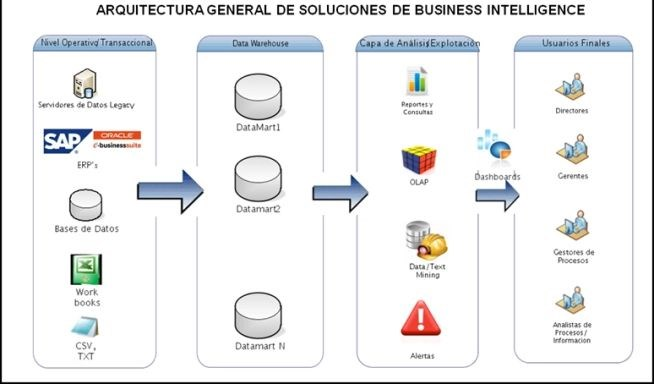 ARQUITECTURA GENERAL DE SOLUCIONES DE BUSINESS INTELLIGENCE
Nivel Operativo/Transaccional
Servidores de Datos Legacy
SAP
ORACLE
e-businesssuite
ERP's
Bases de Datos
Work
books
CSV,
TXT
Data Warehouse
DataMart1
Datamart2
Datamart N
Capa de Análisis/Explotación
Reportes y
Consultas
OLAP
Data/Text
Mining
Alertas
Dashboards
Usuarios Finales
Directores
Gerentes
Gestores de
Procesos
Analistas de
Procesos/
Informacion